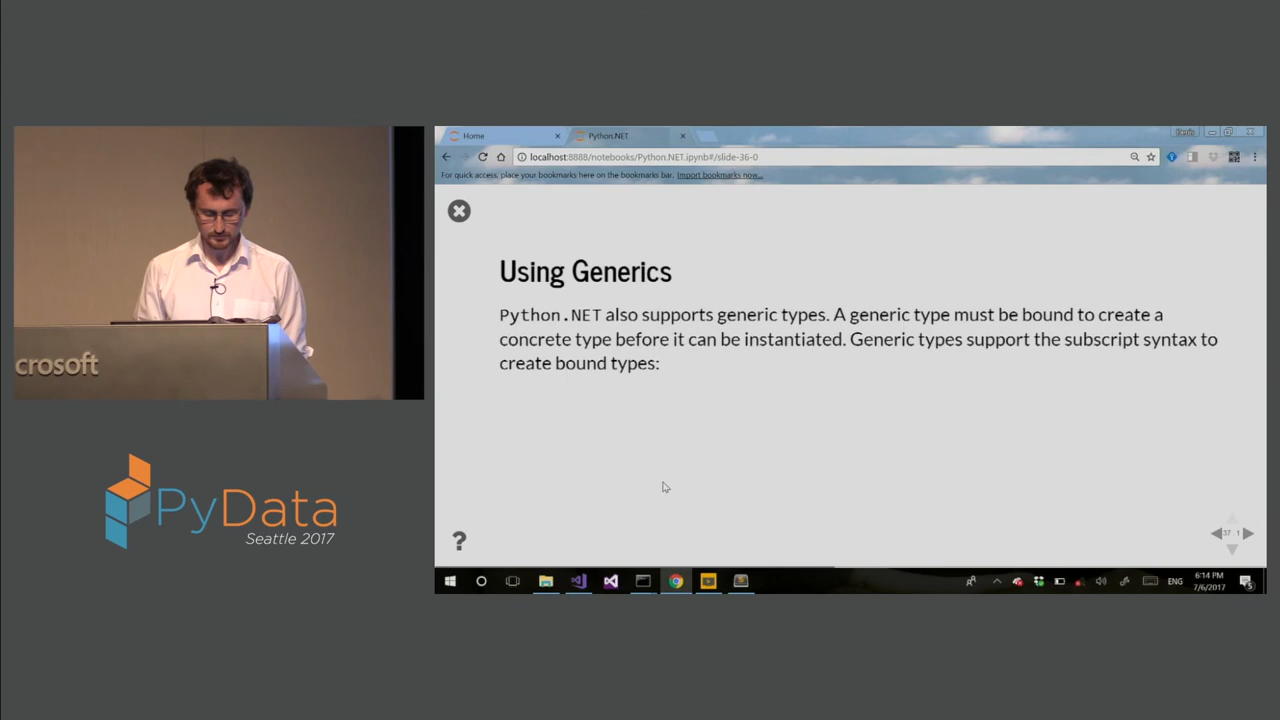 Home
Python.NET
localhost:8888/notebooks/Python.NET.ipynb#/slide-36-0
For quick access, place your bookmarks here on the bookmarks bar. Import bookmarks now...
Using Generics
Python.NET also supports generic types. A generic type must be bound to create a
concrete type before it can be instantiated. Generic types support the subscript syntax to
create bound types:
crosoft
PyData
Seattle 2017
?
37 . 1
ENG
6:14 PM
7/6/2017
5